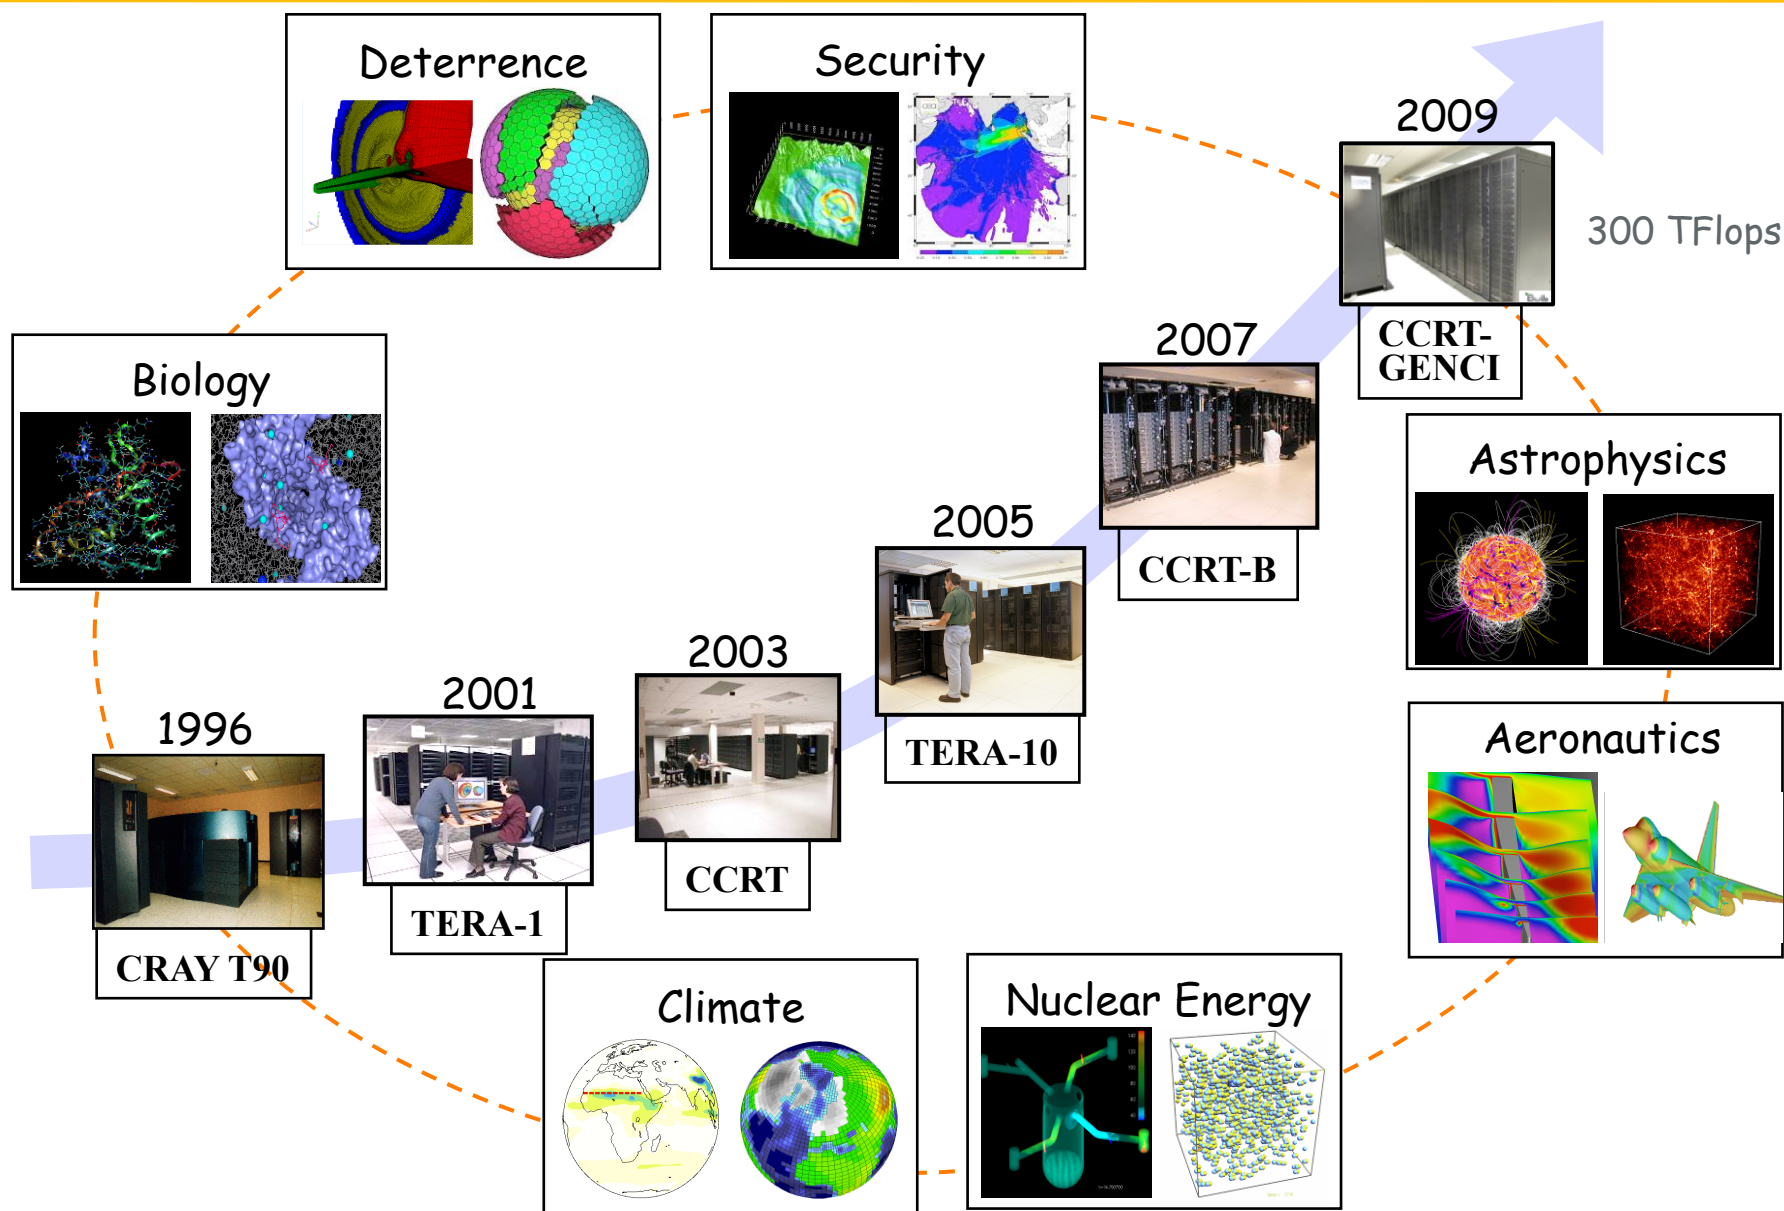 Deterrence
Security
2009
300 TFlops
CCRT-
GENCI
2007
CCRT-B
Biology
Astrophysics
2005
TERA-10
2003
CCRT
2001
TERA-1
1996
CRAY T90
Aeronautics
Climate
Nuclear Energy